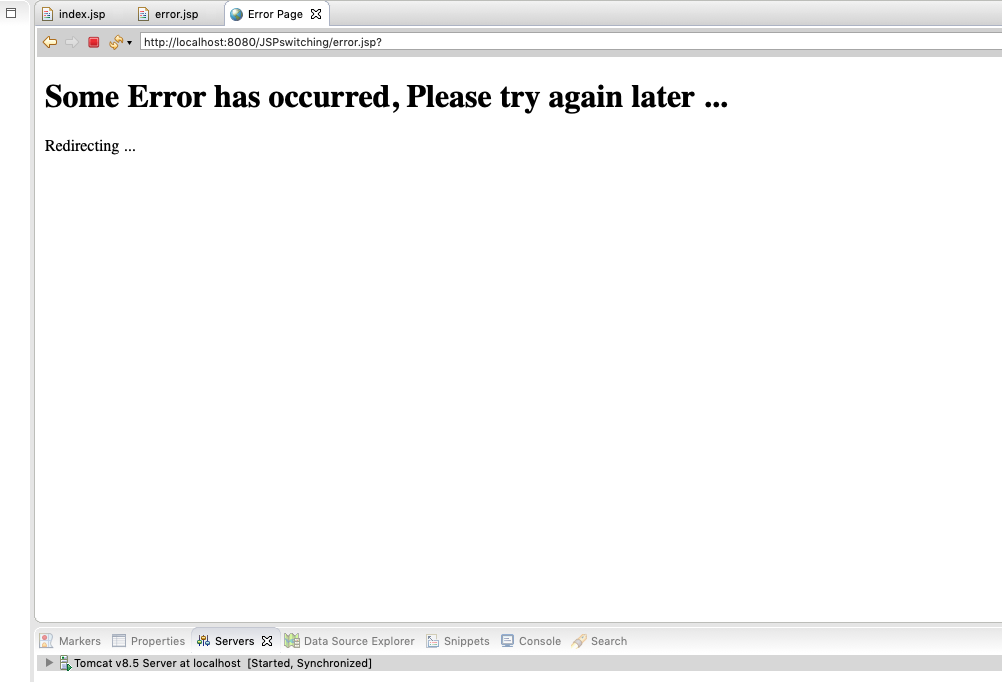 index.jsp error.jsp Error Page
http://localhost:8080/JSPswitching/error.jsp?
Some Error has occurred, Please try again later ...
Redirecting ...
Markers Properties Servers Data Source Explorer Snippets Console Search
Tomcat v8.5 Server at localhost [Started, Synchronized]